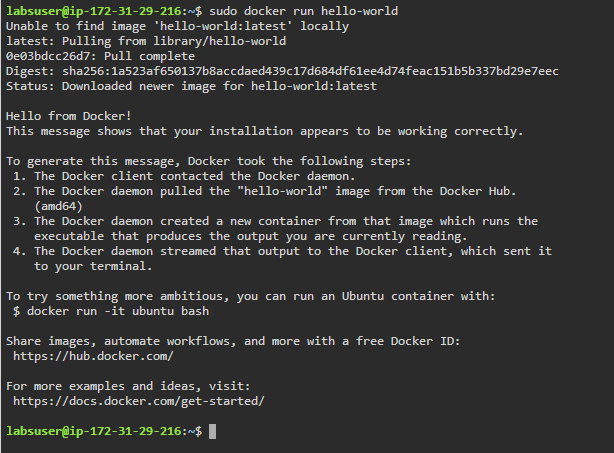 labsuser@ip-172-31-29-216:~$ sudo docker run hello-world
Unable to find image 'hello-world:latest' locally
latest: Pulling from library/hello-world
0e03bdcc26d7: Pull complete
Digest: sha256:1a523af650137b8accdaed439c17d684df61ee4d74feac151b5b337bd29e7eec
Status: Downloaded newer image for hello-world:latest

Hello from Docker!
This message shows that your installation appears to be working correctly.

To generate this message, Docker took the following steps:
 1. The Docker client contacted the Docker daemon.
 2. The Docker daemon pulled the "hello-world" image from the Docker Hub.
    (amd64)
 3. The Docker daemon created a new container from that image which runs the
    executable that produces the output you are currently reading.
 4. The Docker daemon streamed that output to the Docker client, which sent it
    to your terminal.

To try something more ambitious, you can run an Ubuntu container with:
 $ docker run -it ubuntu bash

Share images, automate workflows, and more with a free Docker ID:
 https://hub.docker.com/

For more examples and ideas, visit:
 https://docs.docker.com/get-started/

labsuser@ip-172-31-29-216:~$